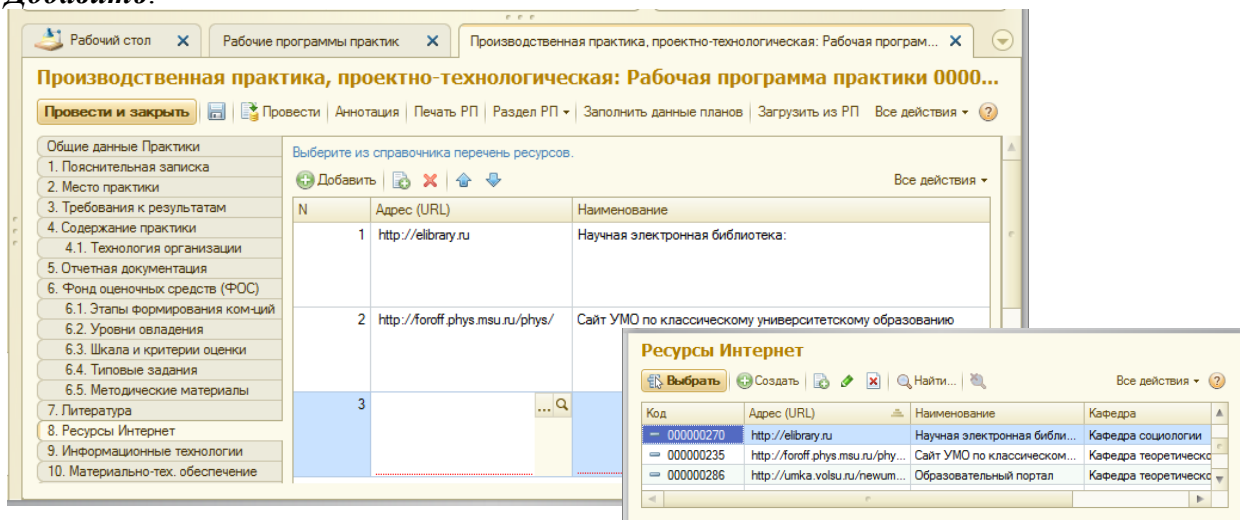 Добавить.
Рабочий стол
Рабочие программы практик
Производственная практика, проектно-технологическая: Рабочая програм...
Производственная практика, проектно-технологическая: Рабочая программа практики 0000...
Провести и закрыть Провести Аннотация Печать РП Раздел РП Заполнить данные планов Загрузить из РП Все действия
Общие данные Практики
1. Пояснительная записка
2. Место практики
3. Требования к результатам
4. Содержание практики
4.1. Технология организации
5. Отчетная документация
6. Фонд оценочных средств (ФОС)
6.1. Этапы формирования ком-ций
6.2. Уровни овладения
6.3. Шкала и критерии оценки
6.4. Типовые задания
6.5. Методические материалы
7. Литература
8. Ресурсы Интернет
9. Информационные технологии
10. Материально-тех. обеспечение
Выберите из справочника перечень ресурсов.
Добавить Все действия
N Адрес (URL) Наименование
1 http://elibrary.ru Научная электронная библиотека:
2 http://foroff.phys.msu.ru/phys/ Сайт УМО по классическому университетскому образованию
3 ...
Ресурсы Интернет
Выбрать Создать Найти... Все действия
Код Адрес (URL) Наименование Кафедра
000000270 http://elibrary.ru Научная электронная библи... Кафедра социологии
000000235 http://foroff.phys.msu.ru/phy... Сайт УМО по классическом... Кафедра теоретическо
000000286 http://umka.volsu.ru/newum... Образовательный портал Кафедра теоретическо